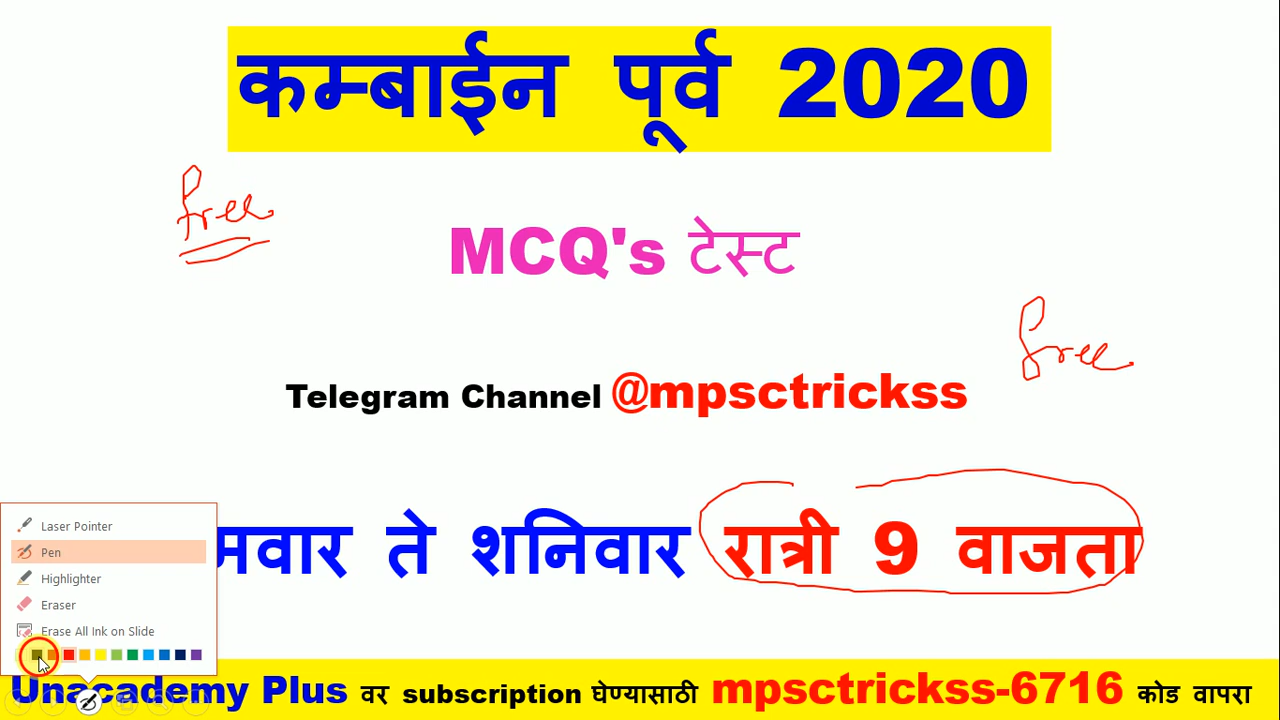 कम्बाईन पूर्व 2020
free
MCQ's टेस्ट
free
Telegram Channel @mpsctrickss
मवार ते शनिवार रात्री 9 वाजता
Laser Pointer
Pen
Highlighter
Eraser
Erase All Ink on Slide
Unacademy Plus वर subscription घेण्यासाठी mpsctrickss-6716 कोड वापरा